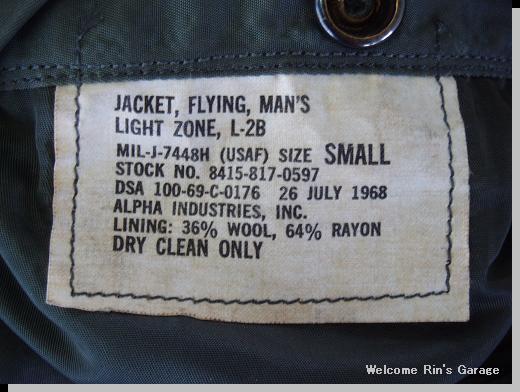 JACKET, FLYING, MAN'S
LIGHT ZONE, L-2B
MIL-J-7448H (USAF) SIZE SMALL
STOCK NO. 8415-817-0597
DSA 100-69-C-0176 26 JULY 1968
ALPHA INDUSTRIES, INC.
LINING: 36% WOOL, 64% RAYON
DRY CLEAN ONLY
Welcome Rin's Garage